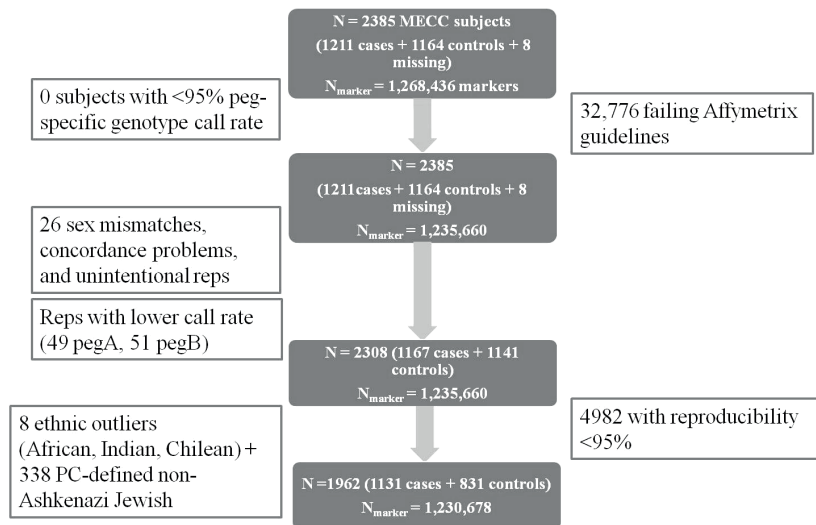 N = 2385 MECC subjects
(1211 cases + 1164 controls + 8
missing)
N_marker = 1,268,436 markers
0 subjects with <95% peg-
specific genotype call rate
32,776 failing Affymetrix
guidelines
N = 2385
(1211cases + 1164 controls + 8
missing)
N_marker = 1,235,660
26 sex mismatches,
concordance problems,
and unintentional reps
Reps with lower call rate
(49 pegA, 51 pegB)
N = 2308 (1167 cases + 1141
controls)
N_marker = 1,235,660
8 ethnic outliers
(African, Indian, Chilean) +
338 PC-defined non-
Ashkenazi Jewish
4982 with reproducibility
<95%
N =1962 (1131 cases + 831 controls)
N_marker = 1,230,678